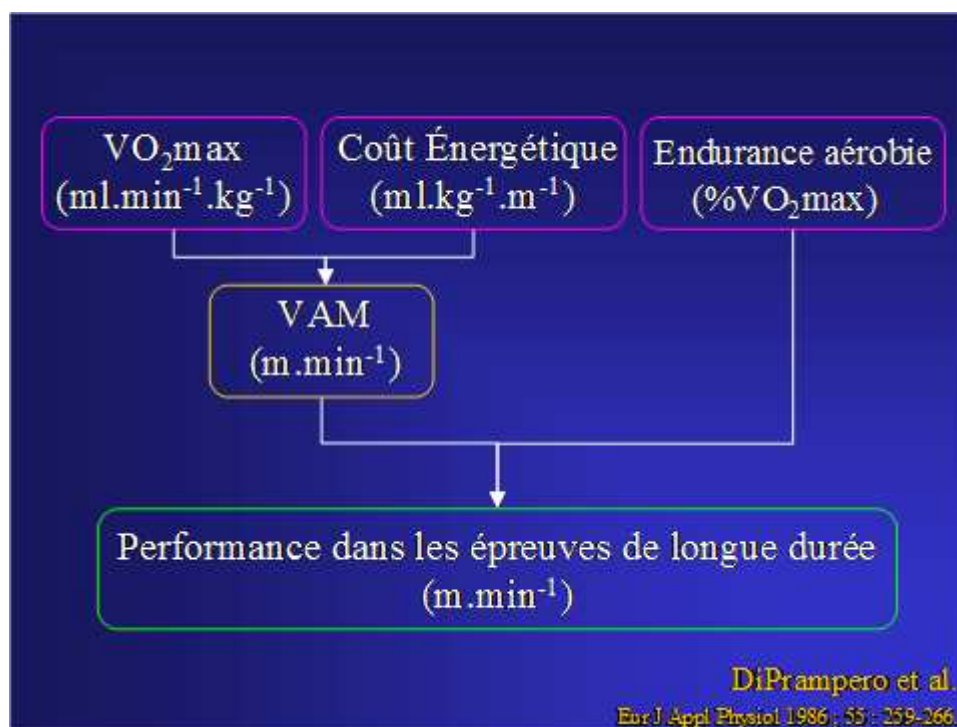 VO₂max
(ml.min⁻¹.kg⁻¹)
Coût Énergétique
(ml.kg⁻¹.m⁻¹)
Endurance aérobie
(%VO₂max)
VAM
(m.min⁻¹)
Performance dans les épreuves de longue durée
(m.min⁻¹)
DiPrampero et al.
Eur J Appl Physiol 1986 ; 55 : 259-266